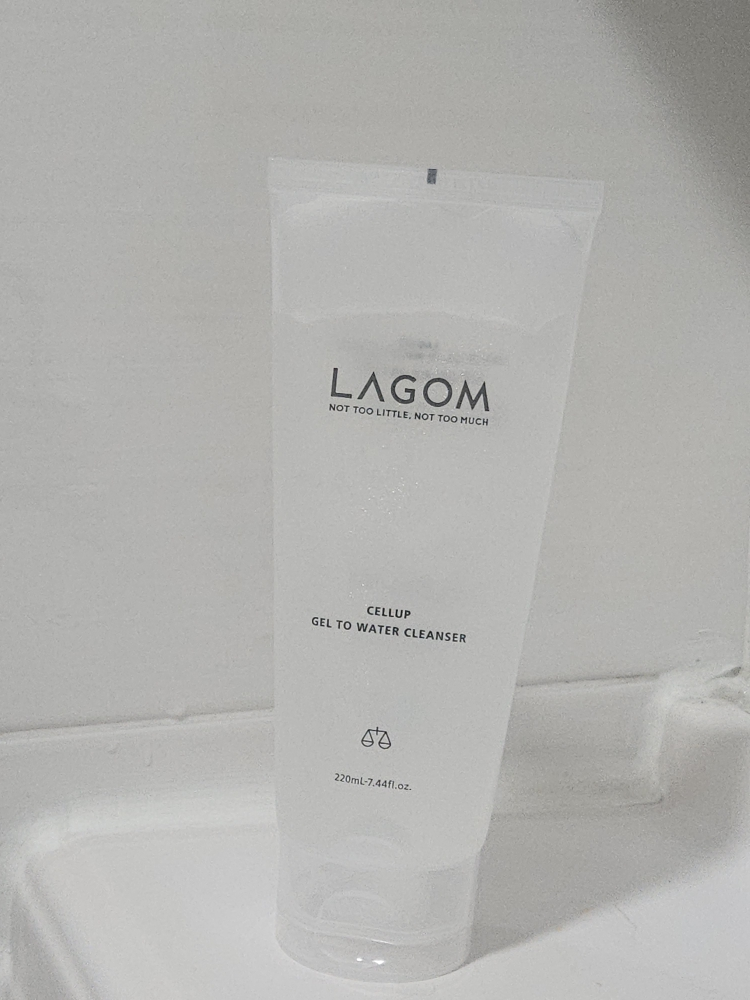 LAGOM
NOT TOO LITTLE, NOT TOO MUCH
CELLUP
GEL TO WATER CLEANSER
220mL-7.44fl.oz.